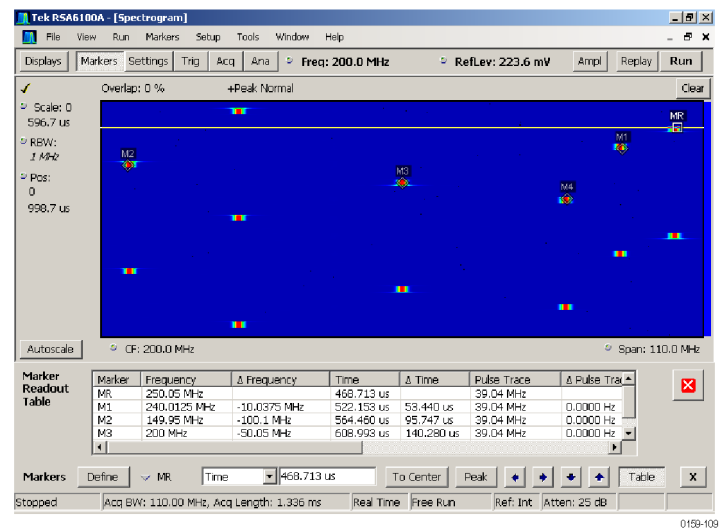 Tek RSA6100A - [Spectrogram]
File View Run Markers Setup Tools Window Help
Displays Markers Settings Trig Acq Ana Freq: 200.0 MHz RefLev: 223.6 mV Ampl Replay Run
Overlap: 0 % +Peak Normal Clear
Scale: 0
596.7 us
RBW:
1 MHz
Pos:
0
998.7 us
MR
M1
M2
M3
M4
Autoscale CF: 200.0 MHz Span: 110.0 MHz
Marker
Readout
Table
Marker Frequency Δ Frequency Time Δ Time Pulse Trace Δ Pulse Trac
MR 250.05 MHz 468.713 us 39.04 MHz
M1 240.0125 MHz -10.0375 MHz 522.153 us 53.440 us 39.04 MHz 0.0000 Hz
M2 149.95 MHz -100.1 MHz 564.460 us 95.747 us 39.04 MHz 0.0000 Hz
M3 200 MHz -50.05 MHz 608.993 us 140.280 us 39.04 MHz 0.0000 Hz
Markers Define MR Time 468.713 us To Center Peak Table X
Stopped Acq BW: 110.00 MHz, Acq Length: 1.336 ms Real Time Free Run Ref: Int Atten: 25 dB
0159-109